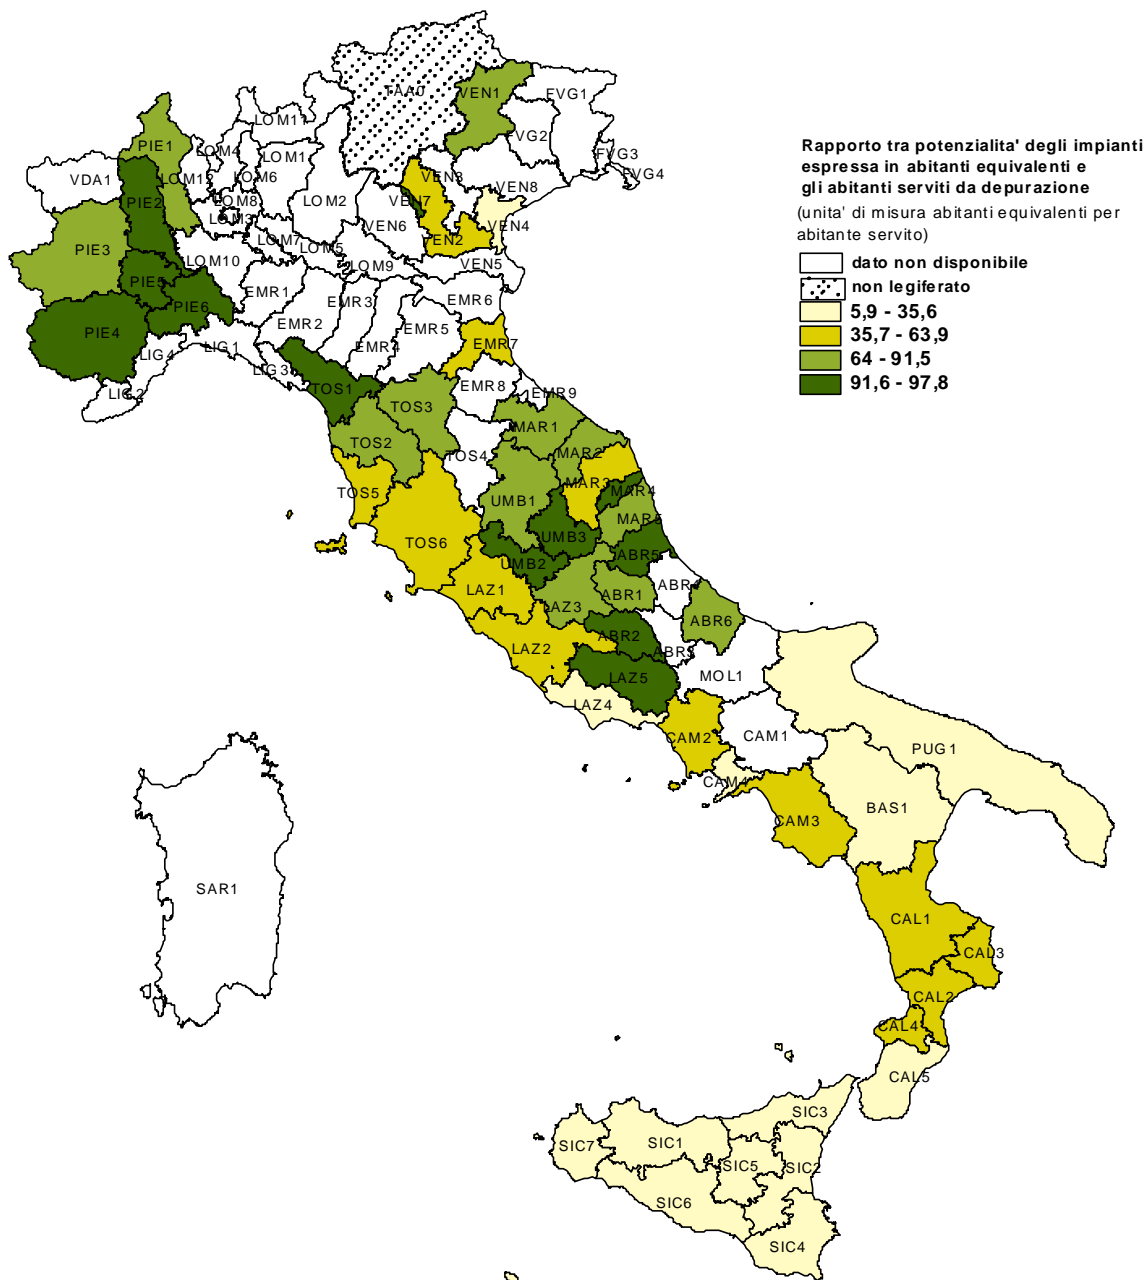 Rapporto tra potenzialita' degli impianti
espressa in abitanti equivalenti e
gli abitanti serviti da depurazione
(unita' di misura abitanti equivalenti per
abitante servito)
dato non disponibile
non legiferato
5,9 - 35,6
35,7 - 63,9
64 - 91,5
91,6 - 97,8
TAA0
VEN1
FVG1
LOM11
FVG2
PIE1
LOM4
LOM1
FVG3
FVG4
VDA1
LOM12
LOM6
VEN3
VEN8
PIE2
LOM8
LOM2
VEN7
LOM3
VEN6
VEN4
PIE3
LOM7
LOM5
VEN2
LOM10
LOM9
VEN5
PIE5
EMR1
EMR3
EMR6
PIE6
EMR2
EMR5
PIE4
LIG4
LIG1
EMR4
EMR7
LIG3
LIG2
TOS1
EMR8
EMR9
TOS3
MAR1
TOS2
TOS4
MAR2
TOS5
MAR3
MAR4
UMB1
MAR5
TOS6
UMB3
ABR5
UMB2
LAZ1
ABR1
ABR4
LAZ3
ABR6
LAZ2
ABR2
ABR3
LAZ5
MOL1
LAZ4
CAM2
CAM1
PUG1
CAM4
BAS1
CAM3
SAR1
CAL1
CAL3
CAL2
CAL4
CAL5
SIC3
SIC7
SIC1
SIC5
SIC2
SIC6
SIC4